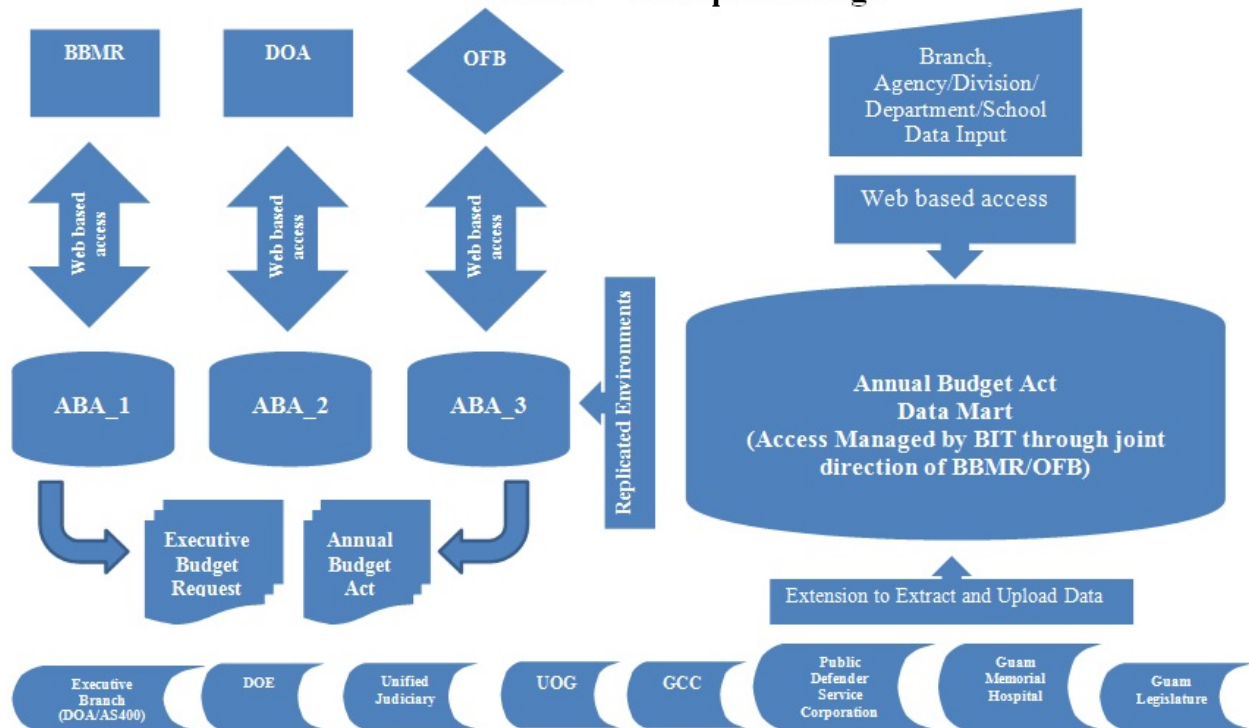 BBMR
DOA
OFB
Branch,
Agency/Division/
Department/School
Data Input
Web based
access
Web based
access
Web based
access
Web based access
Replicated Environments
ABA_1
ABA_2
ABA_3
Annual Budget Act
Data Mart
(Access Managed by BIT through joint
direction of BBMR/OFB)
Executive
Budget
Request
Annual
Budget
Act
Extension to Extract and Upload Data
Executive
Branch
(DOA/AS400)
DOE
Unified
Judiciary
UOG
GCC
Public
Defender
Service
Corporation
Guam
Memorial
Hospital
Guam
Legislature